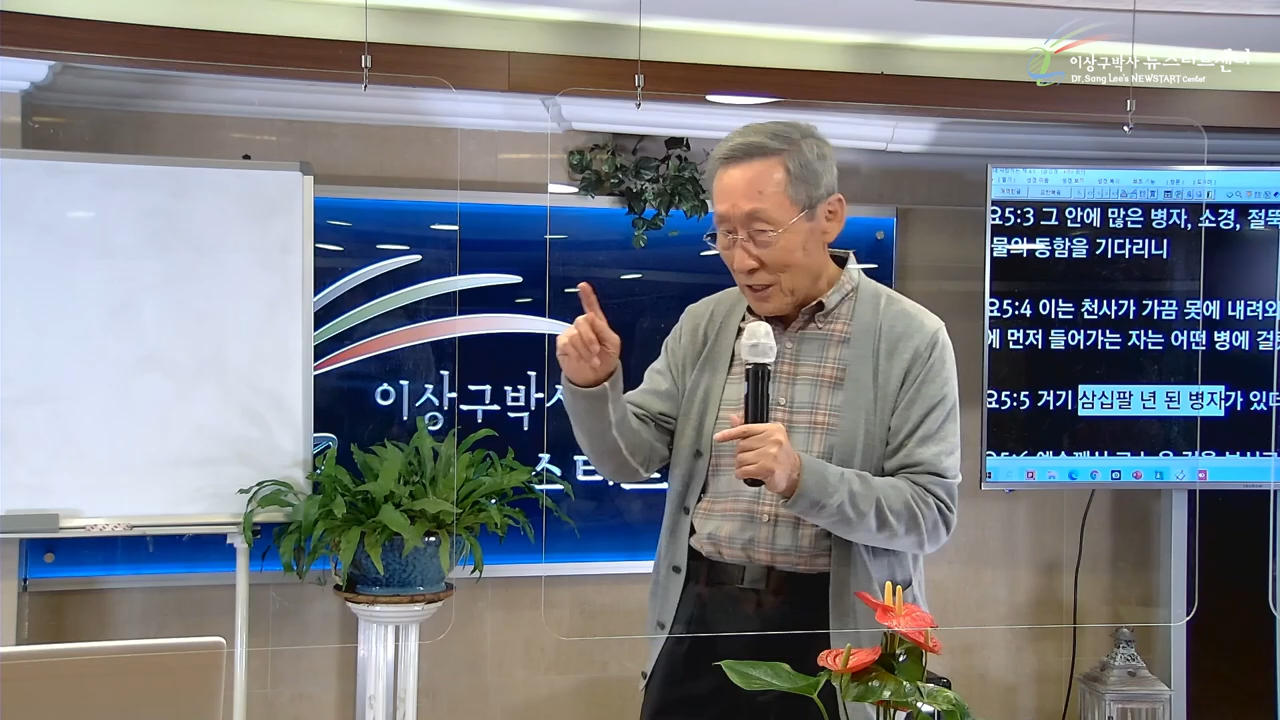 이상구박사 뉴스타트센터
Dr. Sang Lee's NEWSTART Center
요5:3 그 안에 많은 병자, 소경, 절뚝
물의 동함을 기다리니
요5:4 이는 천사가 가끔 못에 내려와
에 먼저 들어가는 자는 어떤 병에 걸
요5:5 거기 삼십팔 년 된 병자가 있더
이상구박사
스타트